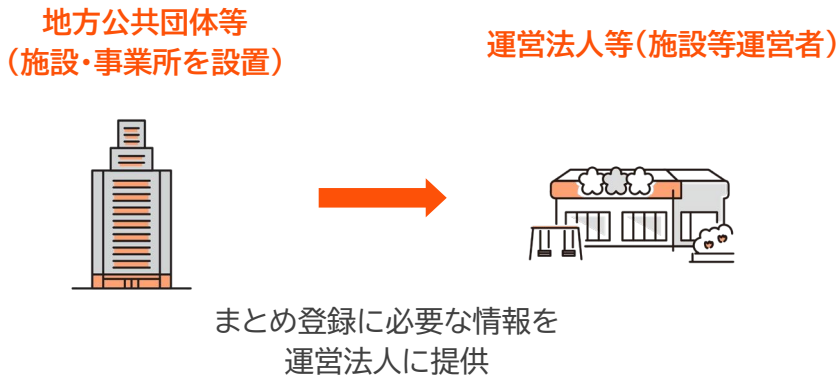 地方公共団体等
（施設・事業所を設置）
運営法人等（施設等運営者）
まとめ登録に必要な情報を
運営法人に提供